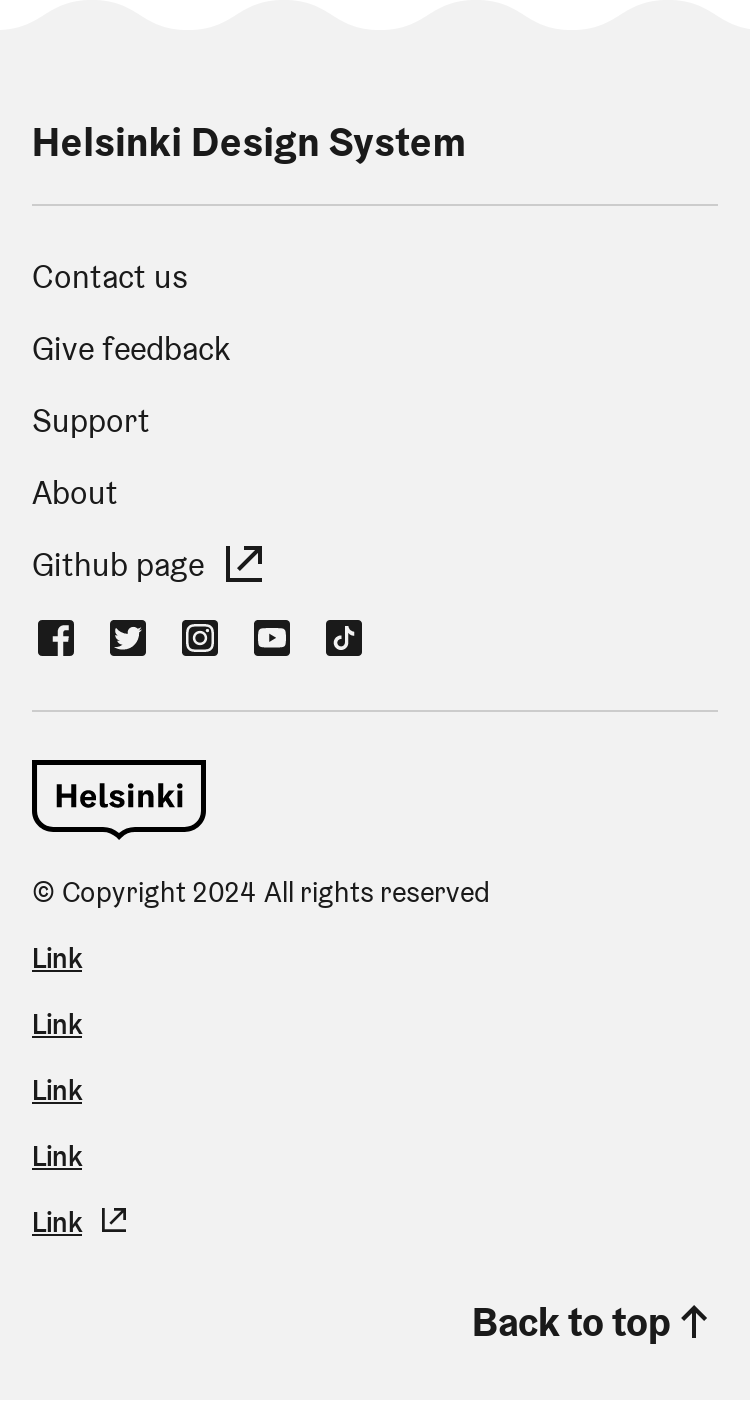 Helsinki Design System
Contact us
Give feedback
Support
About
Github page
Helsinki
© Copyright 2024 All rights reserved
Link
Link
Link
Link
Link
Back to top